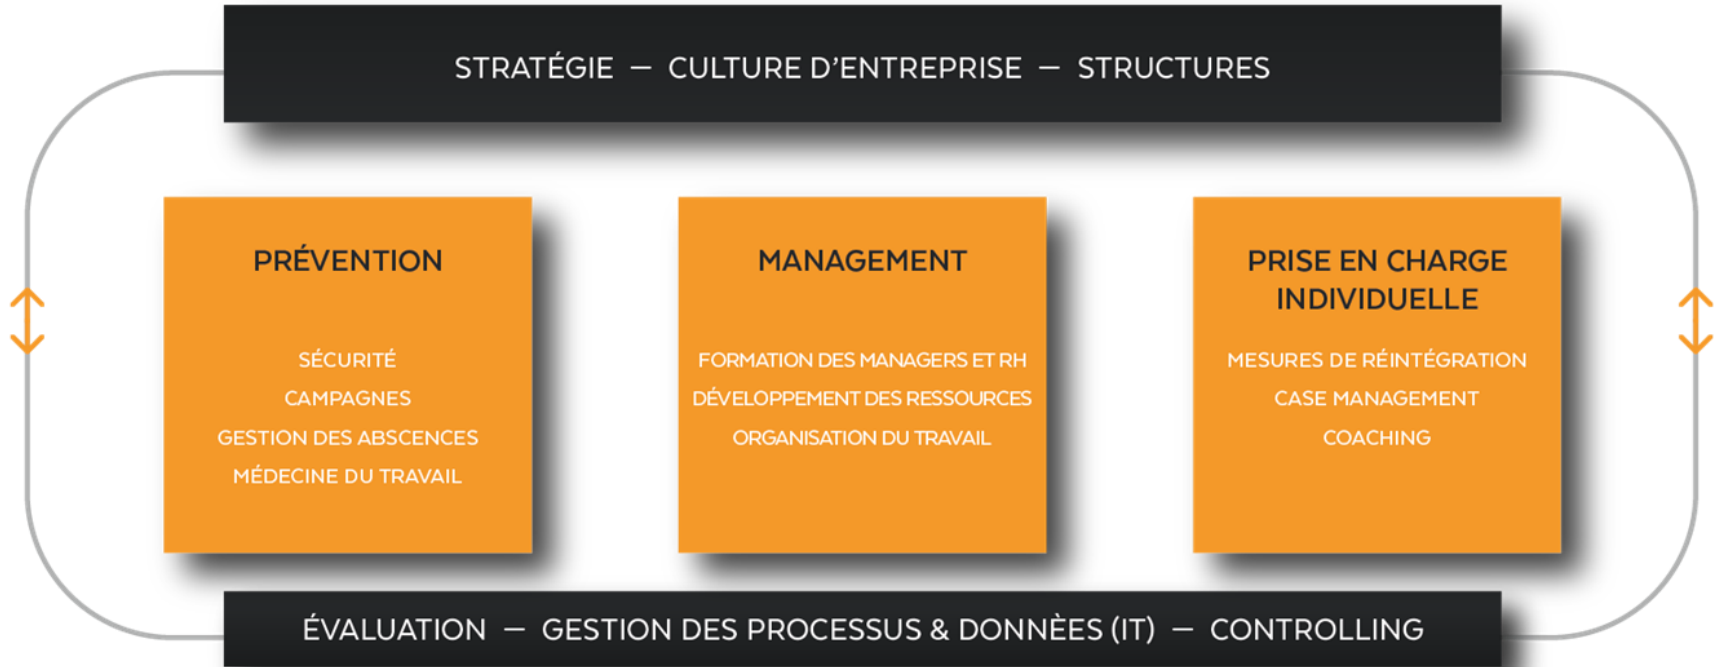 STRATÉGIE — CULTURE D’ENTREPRISE — STRUCTURES
PRÉVENTION
SÉCURITÉ
CAMPAGNES
GESTION DES ABSCENCES
MÉDECINE DU TRAVAIL
MANAGEMENT
FORMATION DES MANAGERS ET RH
DÉVELOPPEMENT DES RESSOURCES
ORGANISATION DU TRAVAIL
PRISE EN CHARGE
INDIVIDUELLE
MESURES DE RÉINTÉGRATION
CASE MANAGEMENT
COACHING
ÉVALUATION — GESTION DES PROCESSUS & DONNÈES (IT) — CONTROLLING